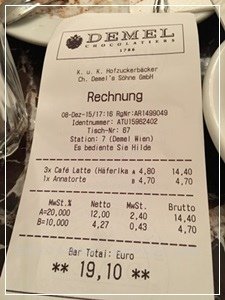 DEMEL
CHOCOLATIERS
1786
K. u. K. Hofzuckerbäcker
Ch. Demel's Söhne GmbH
Rechnung
08-Dez-15/17:16 RgNr:AR1499049
Identnummer: ATU15662402
Tisch-Nr: 67
Station: 7 (Demel Wien)
Es bediente Sie Hilde
3x Café Latte (Häferlka A 4,80 14,40
1x Annatorte B 4,70 4,70
MwSt.% Netto MwSt. Brutto
A=20,00% 12,00 2,40 14,40
B=10,00% 4,27 0,43 4,70
Bar Total: Euro
** 19,10 **